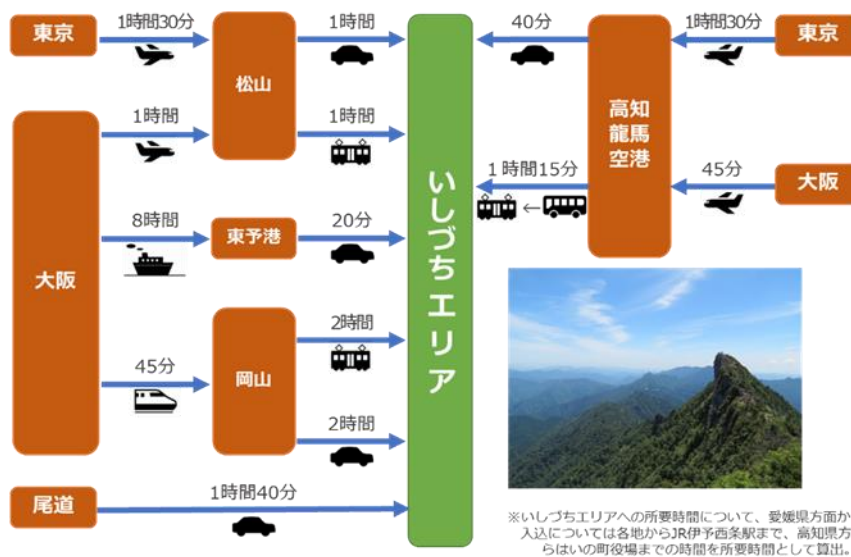 東京
1時間30分
松山
1時間
1時間
大阪
1時間
8時間
東予港
20分
45分
岡山
2時間
2時間
尾道
1時間40分
いしづちエリア
40分
高知
龍馬
空港
1時間30分
東京
1時間15分
←
45分
大阪
※いしづちエリアへの所要時間について、愛媛県方面か
入込については各地からJR伊予西条駅まで、高知県方
らはいの町役場までの時間を所要時間として算出。